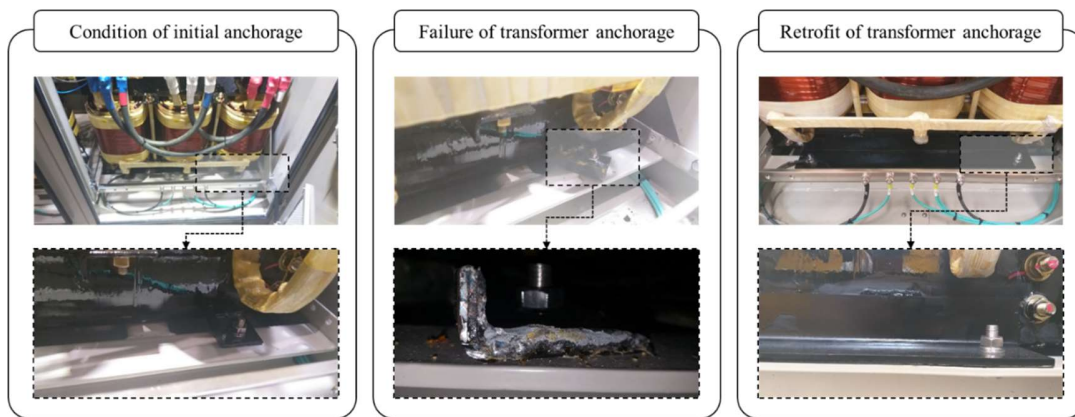 Condition of initial anchorage
Failure of transformer anchorage
Retrofit of transformer anchorage